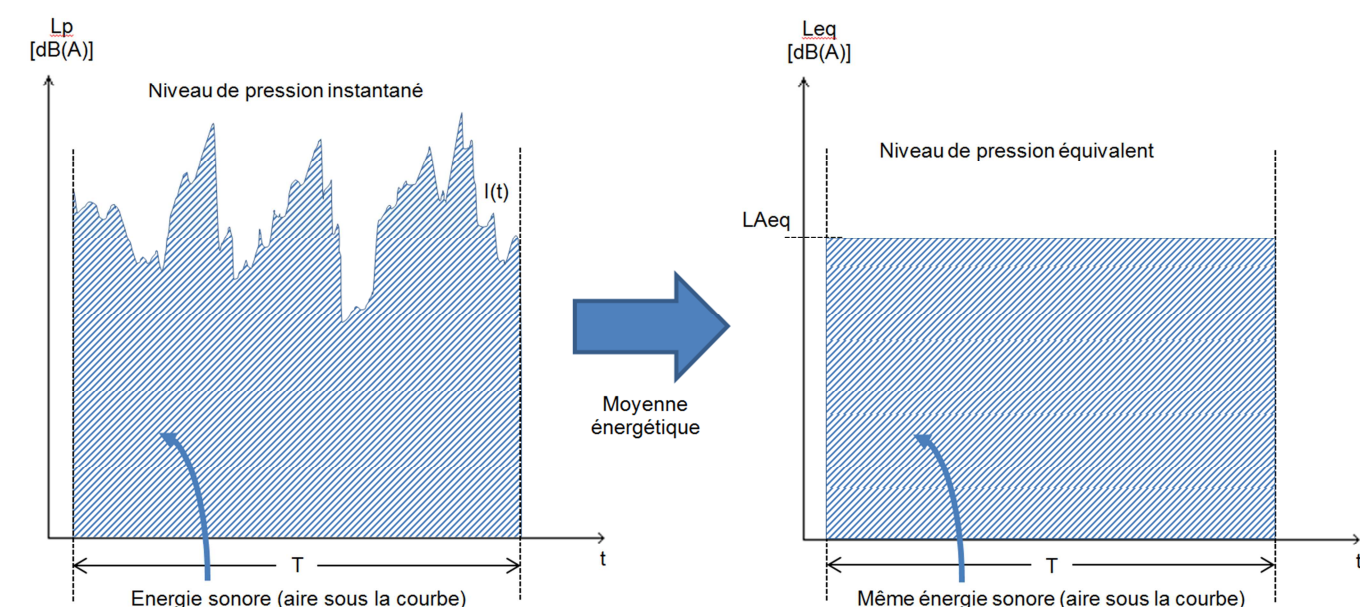 Lp
[dB(A)]
Niveau de pression instantané
I(t)
t
T
Energie sonore (aire sous la courbe)
Moyenne
énergétique
Leq
[dB(A)]
Niveau de pression équivalent
LAeq
t
T
Même énergie sonore (aire sous la courbe)